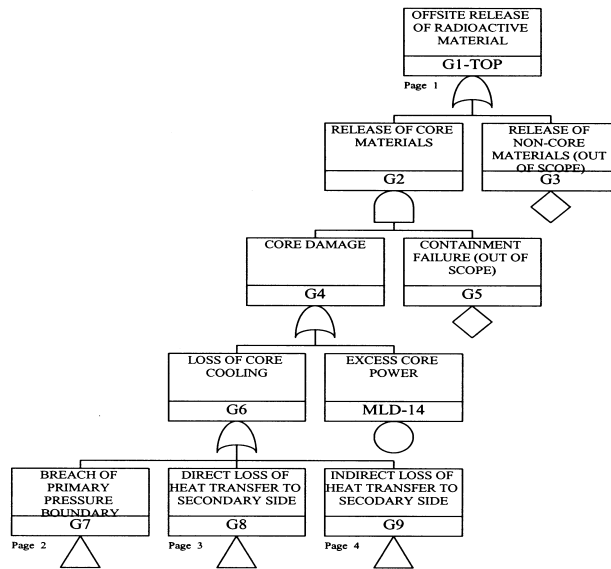 OFFSITE RELEASE
OF RADIOACTIVE
MATERIAL
G1-TOP
Page 1
RELEASE OF CORE
MATERIALS
G2
RELEASE OF
NON-CORE
MATERIALS (OUT
OF SCOPE)
G3
CORE DAMAGE
G4
CONTAINMENT
FAILURE (OUT OF
SCOPE)
G5
LOSS OF CORE
COOLING
G6
EXCESS CORE
POWER
MLD-14
BREACH OF
PRIMARY
PRESSURE
BOUNDARY
G7
Page 2
DIRECT LOSS OF
HEAT TRANSFER TO
SECONDARY SIDE
G8
Page 3
INDIRECT LOSS OF
HEAT TRANSFER TO
SECODARY SIDE
G9
Page 4